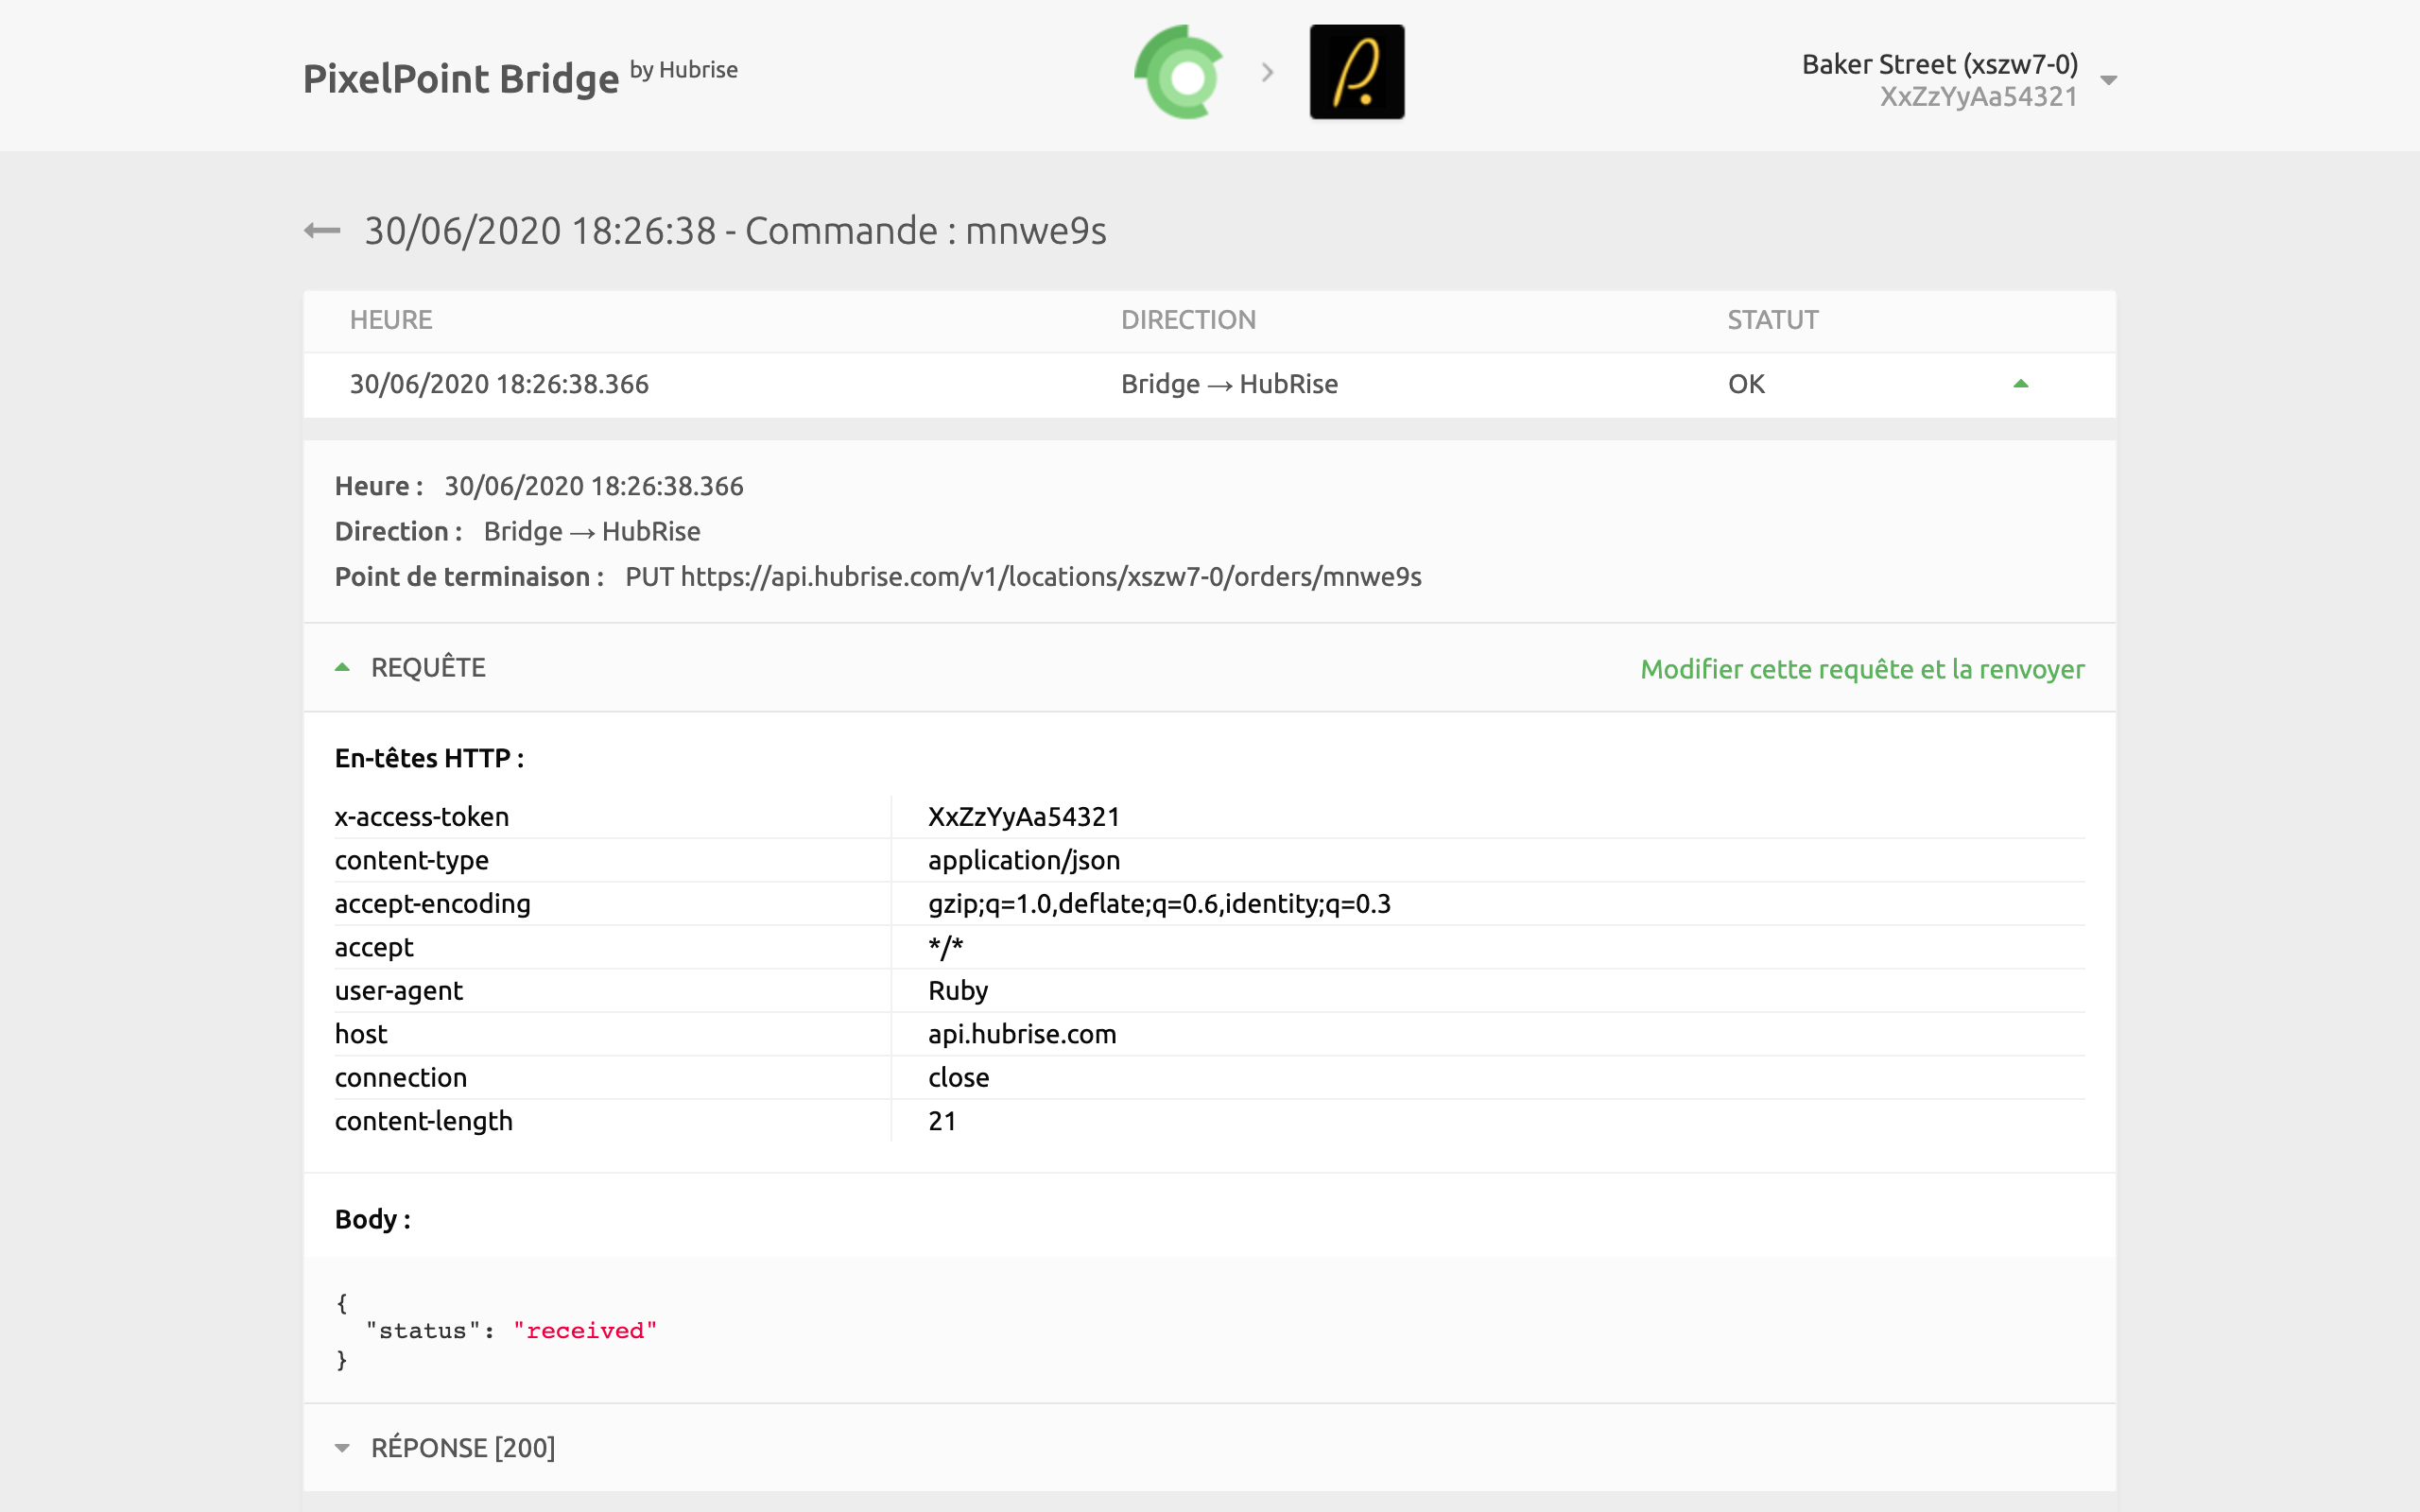 PixelPoint Bridge by Hubrise
Baker Street (xszw7-0)
XxZzYyAa54321
30/06/2020 18:26:38 - Commande : mnwe9s
HEURE DIRECTION STATUT
30/06/2020 18:26:38.366 Bridge → HubRise OK
Heure : 30/06/2020 18:26:38.366
Direction : Bridge → HubRise
Point de terminaison : PUT https://api.hubrise.com/v1/locations/xszw7-0/orders/mnwe9s
REQUÊTE Modifier cette requête et la renvoyer
En-têtes HTTP :
x-access-token XxZzYyAa54321
content-type application/json
accept-encoding gzip;q=1.0,deflate;q=0.6,identity;q=0.3
accept */*
user-agent Ruby
host api.hubrise.com
connection close
content-length 21
Body :
{
"status": "received"
}
RÉPONSE [200]